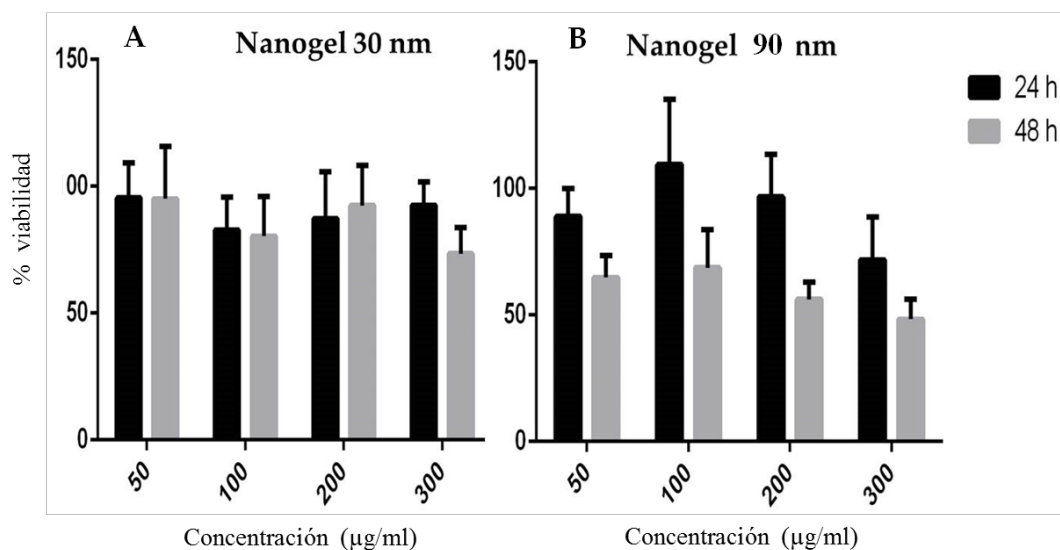 A Nanogel 30 nm
% viabilidad
150
00
50
0
50
100
200
300
Concentración (µg/ml)
B Nanogel 90 nm
150
100
50
0
50
100
200
300
Concentración (µg/ml)
24 h
48 h